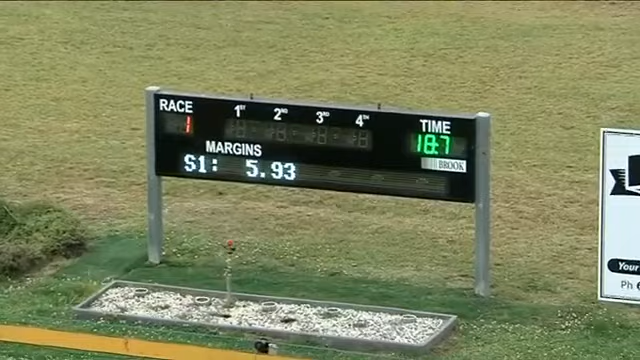 RACE 1ST 2ND 3RD 4TH TIME
1 18:7
MARGINS BROOK
S1: 5.93
Your
Ph